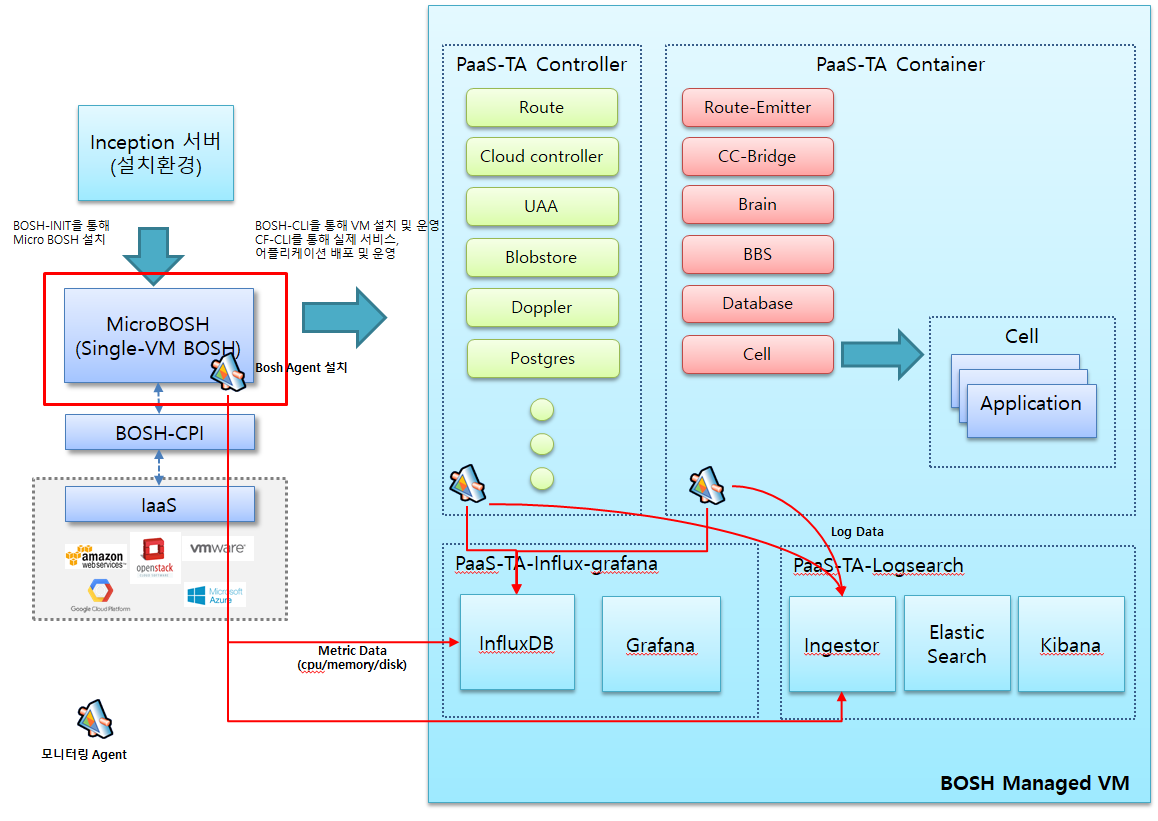 Inception 서버
(설치환경)
BOSH-INIT을 통해
Micro BOSH 설치
BOSH-CLI을 통해 VM 설치 및 운영
CF-CLI를 통해 실제 서비스,
어플리케이션 배포 및 운영
MicroBOSH
(Single-VM BOSH)
Bosh Agent 설치
BOSH-CPI
IaaS
amazon
webservices™
openstack
CLOUD SOFTWARE
vmware
Google Cloud Platform
Microsoft
Azure
모니터링 Agent
PaaS-TA Controller
Route
Cloud controller
UAA
Blobstore
Doppler
Postgres
PaaS-TA Container
Route-Emitter
CC-Bridge
Brain
BBS
Database
Cell
Cell
Application
Log Data
PaaS-TA-Influx-grafana
InfluxDB
Grafana
Metric Data
(cpu/memory/disk)
PaaS-TA-Logsearch
Ingestor
Elastic
Search
Kibana
BOSH Managed VM